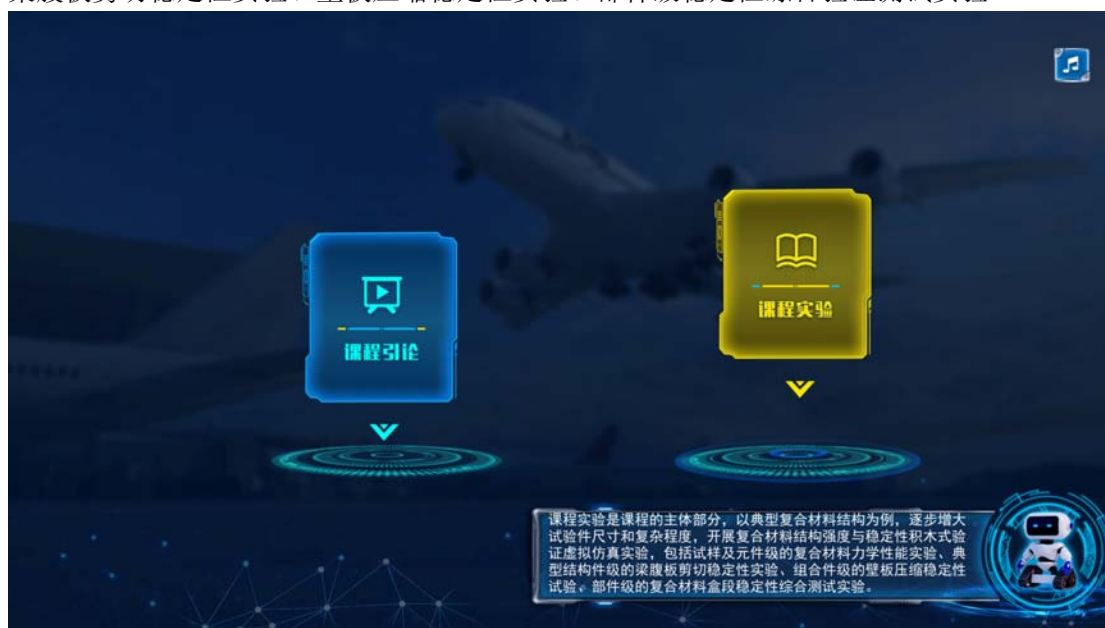 课程引论
课程实验
课程实验是课程的主体部分，以典型复合材料结构为例，逐步增大
试验件尺寸和复杂程度，开展复合材料结构强度与稳定性积木式验
证虚拟仿真实验，包括试样及元件级的复合材料力学性能实验、典
型结构件级的梁腹板剪切稳定性实验、组合件级的壁板压缩稳定性
试验。部件级的复合材料盒段稳定性综合测试实验。